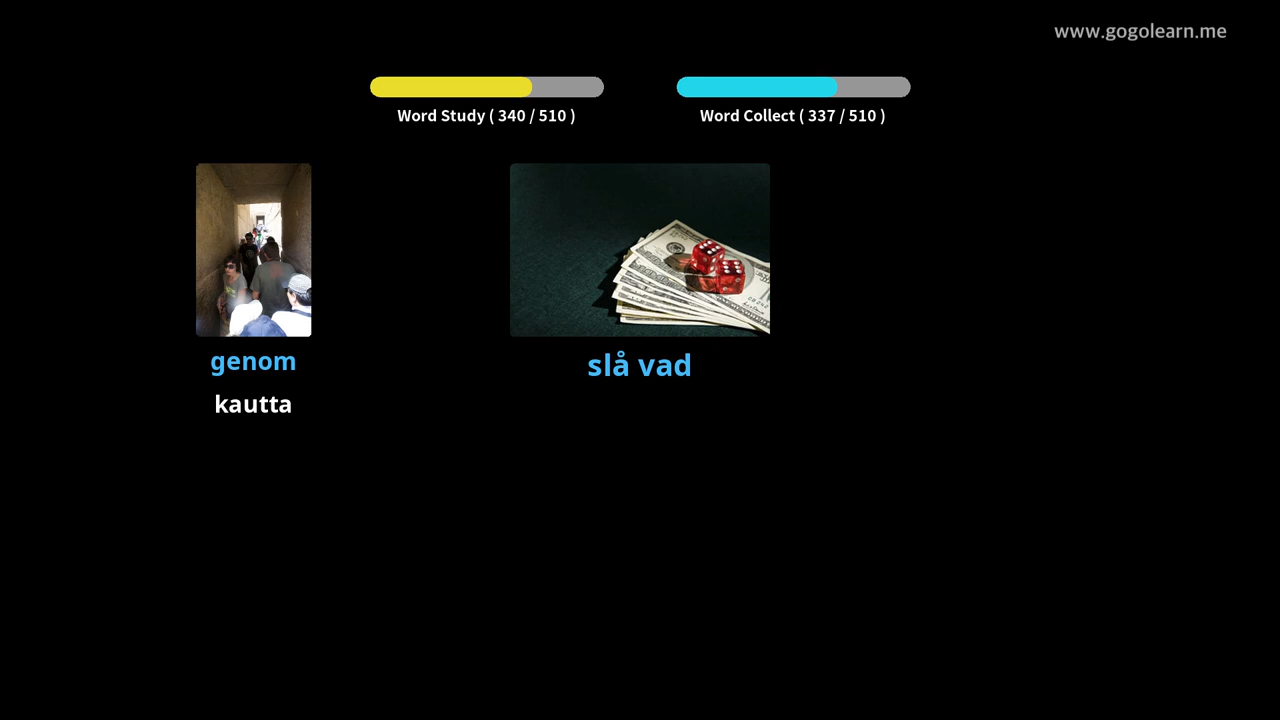 www.gogolearn.me
Word Study ( 340 / 510 )
Word Collect ( 337 / 510 )
genom
kautta
slå vad